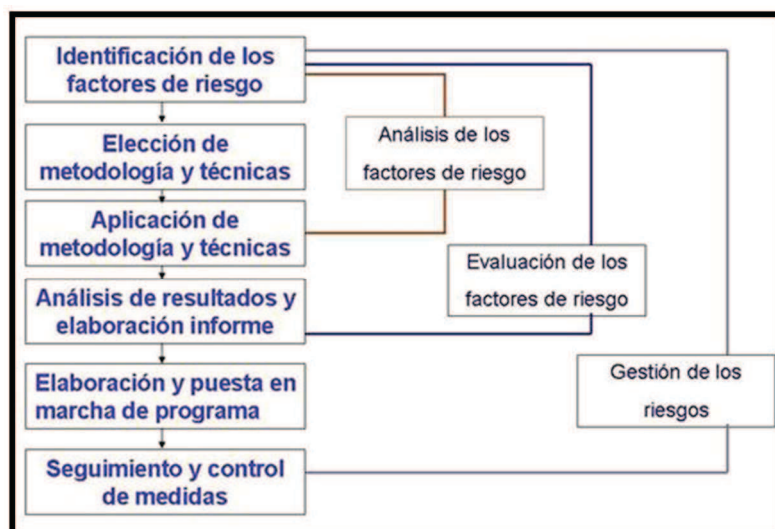 Identificación de los
factores de riesgo
Elección de
metodología y técnicas
Aplicación de
metodología y técnicas
Análisis de resultados y
elaboración informe
Elaboración y puesta en
marcha de programa
Seguimiento y control
de medidas
Análisis de los
factores de riesgo
Evaluación de los
factores de riesgo
Gestión de los
riesgos